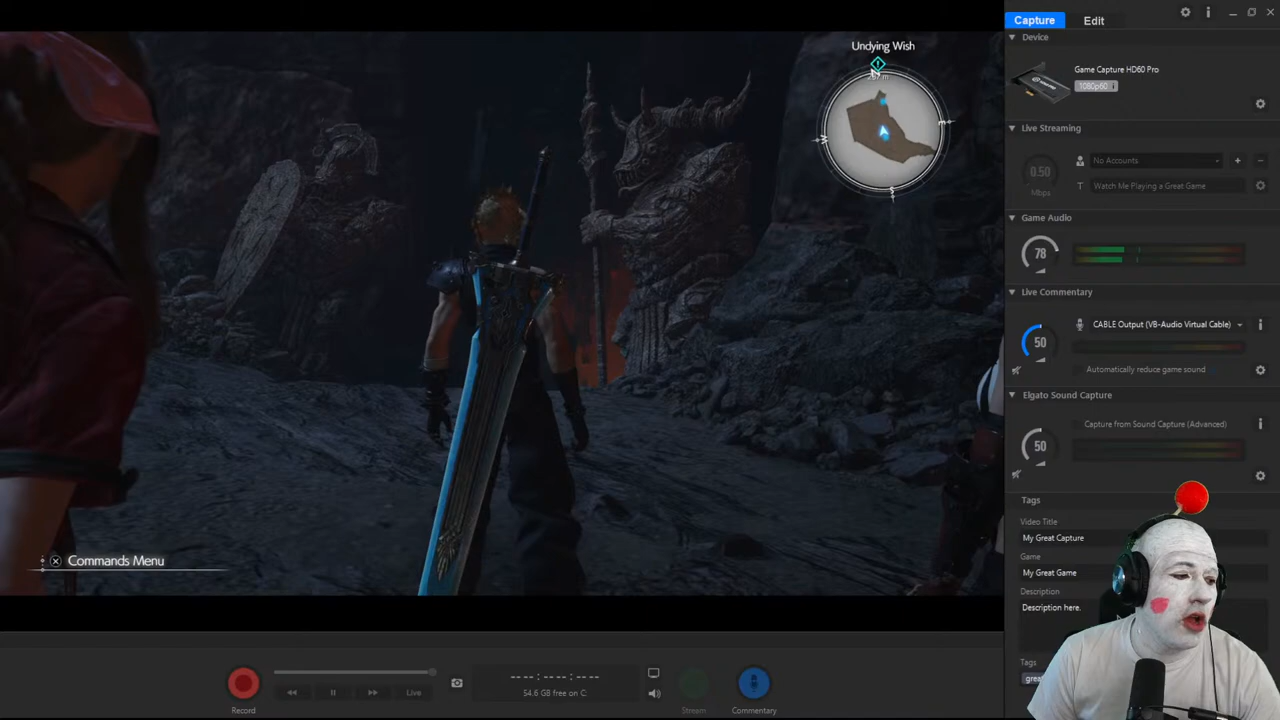 Undying Wish
Commands Menu
Capture
Edit
Device
Game Capture HD60 Pro
1080p60
Live Streaming
0.50
Mbps
No Accounts
Watch Me Playing a Great Game
Game Audio
78
Live Commentary
50
CABLE Output (VB-Audio Virtual Cable)
Automatically reduce game sound
Elgato Sound Capture
50
Capture from Sound Capture (Advanced)
Tags
Video Title
My Great Capture
Game
My Great Game
Description
Description here.
Tags
Record
Live
--:--:--
54.6 GB free on C:
Stream
Commentary